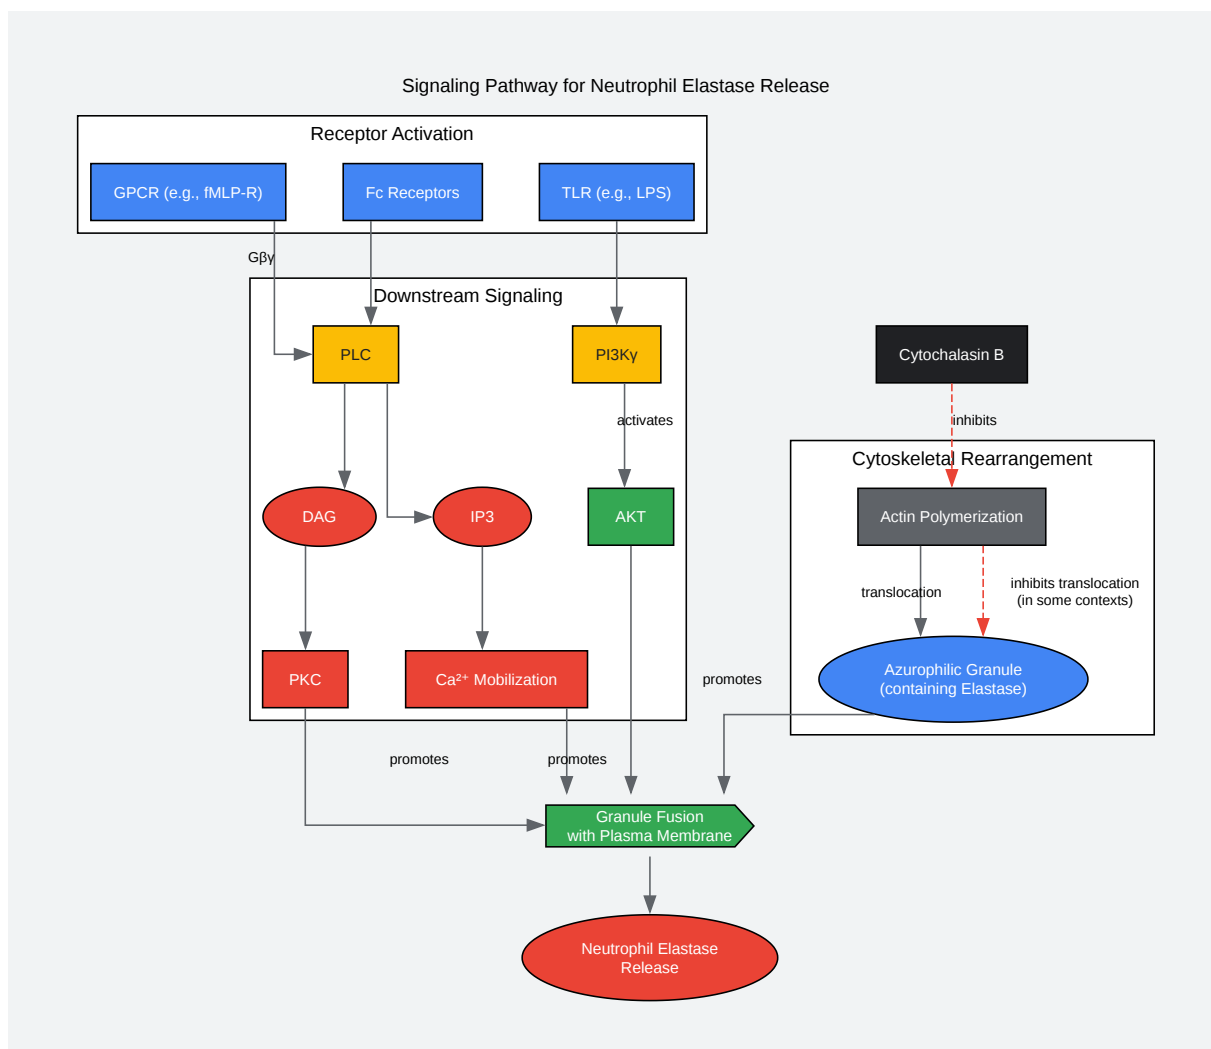 Signaling Pathway for Neutrophil Elastase Release
Receptor Activation
GPCR (e.g., fMLP-R)
Fc Receptors
TLR (e.g., LPS)
Gβγ
Downstream Signaling
PLC
PI3Kγ
Cytochalasin B
activates
inhibits
Cytoskeletal Rearrangement
DAG
IP3
AKT
Actin Polymerization
translocation
inhibits translocation
(in some contexts)
PKC
Ca²⁺ Mobilization
promotes
Azurophilic Granule
(containing Elastase)
promotes
promotes
Granule Fusion
with Plasma Membrane
Neutrophil Elastase
Release